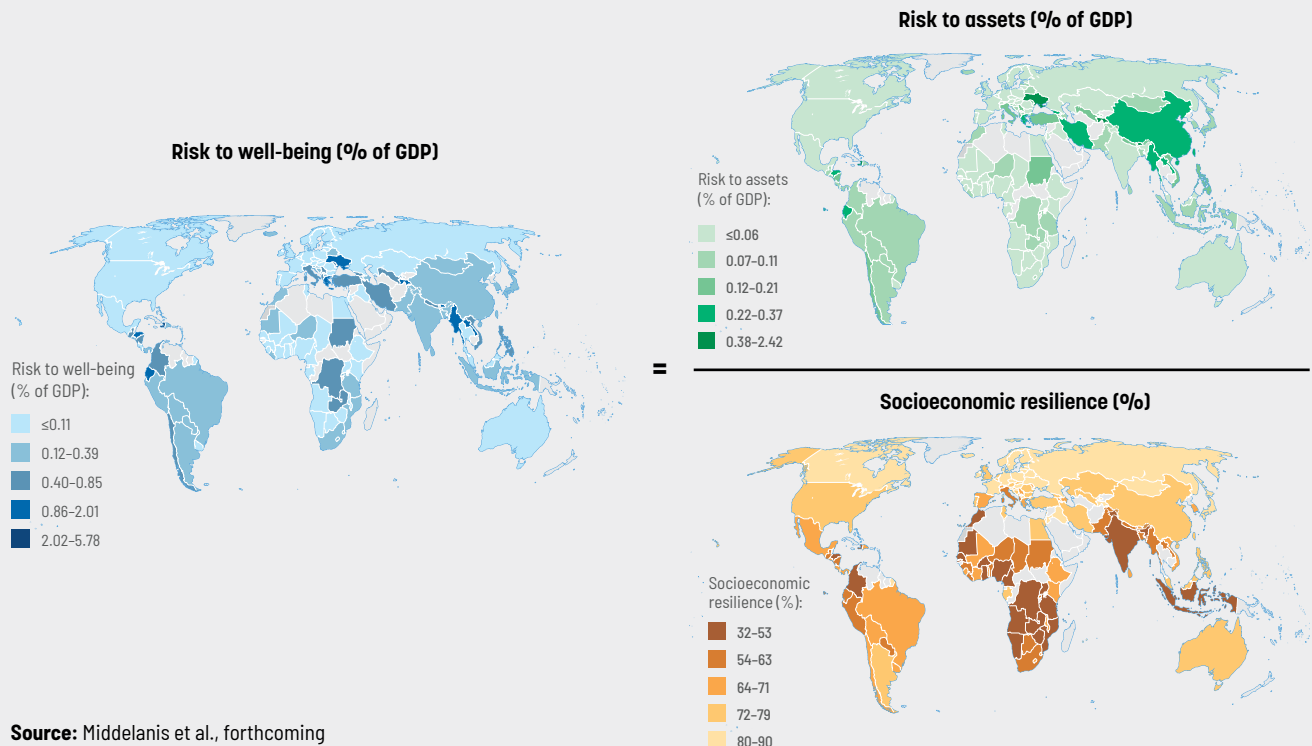 Risk to well-being (% of GDP)
Risk to well-being
(% of GDP):
≤0.11
0.12–0.39
0.40–0.85
0.86–2.01
2.02–5.78
=
Risk to assets (% of GDP)
Risk to assets
(% of GDP):
≤0.06
0.07–0.11
0.12–0.21
0.22–0.37
0.38–2.42
Socioeconomic resilience (%)
Socioeconomic
resilience (%):
32–53
54–63
64–71
72–79
80–90
Source: Middelanis et al., forthcoming